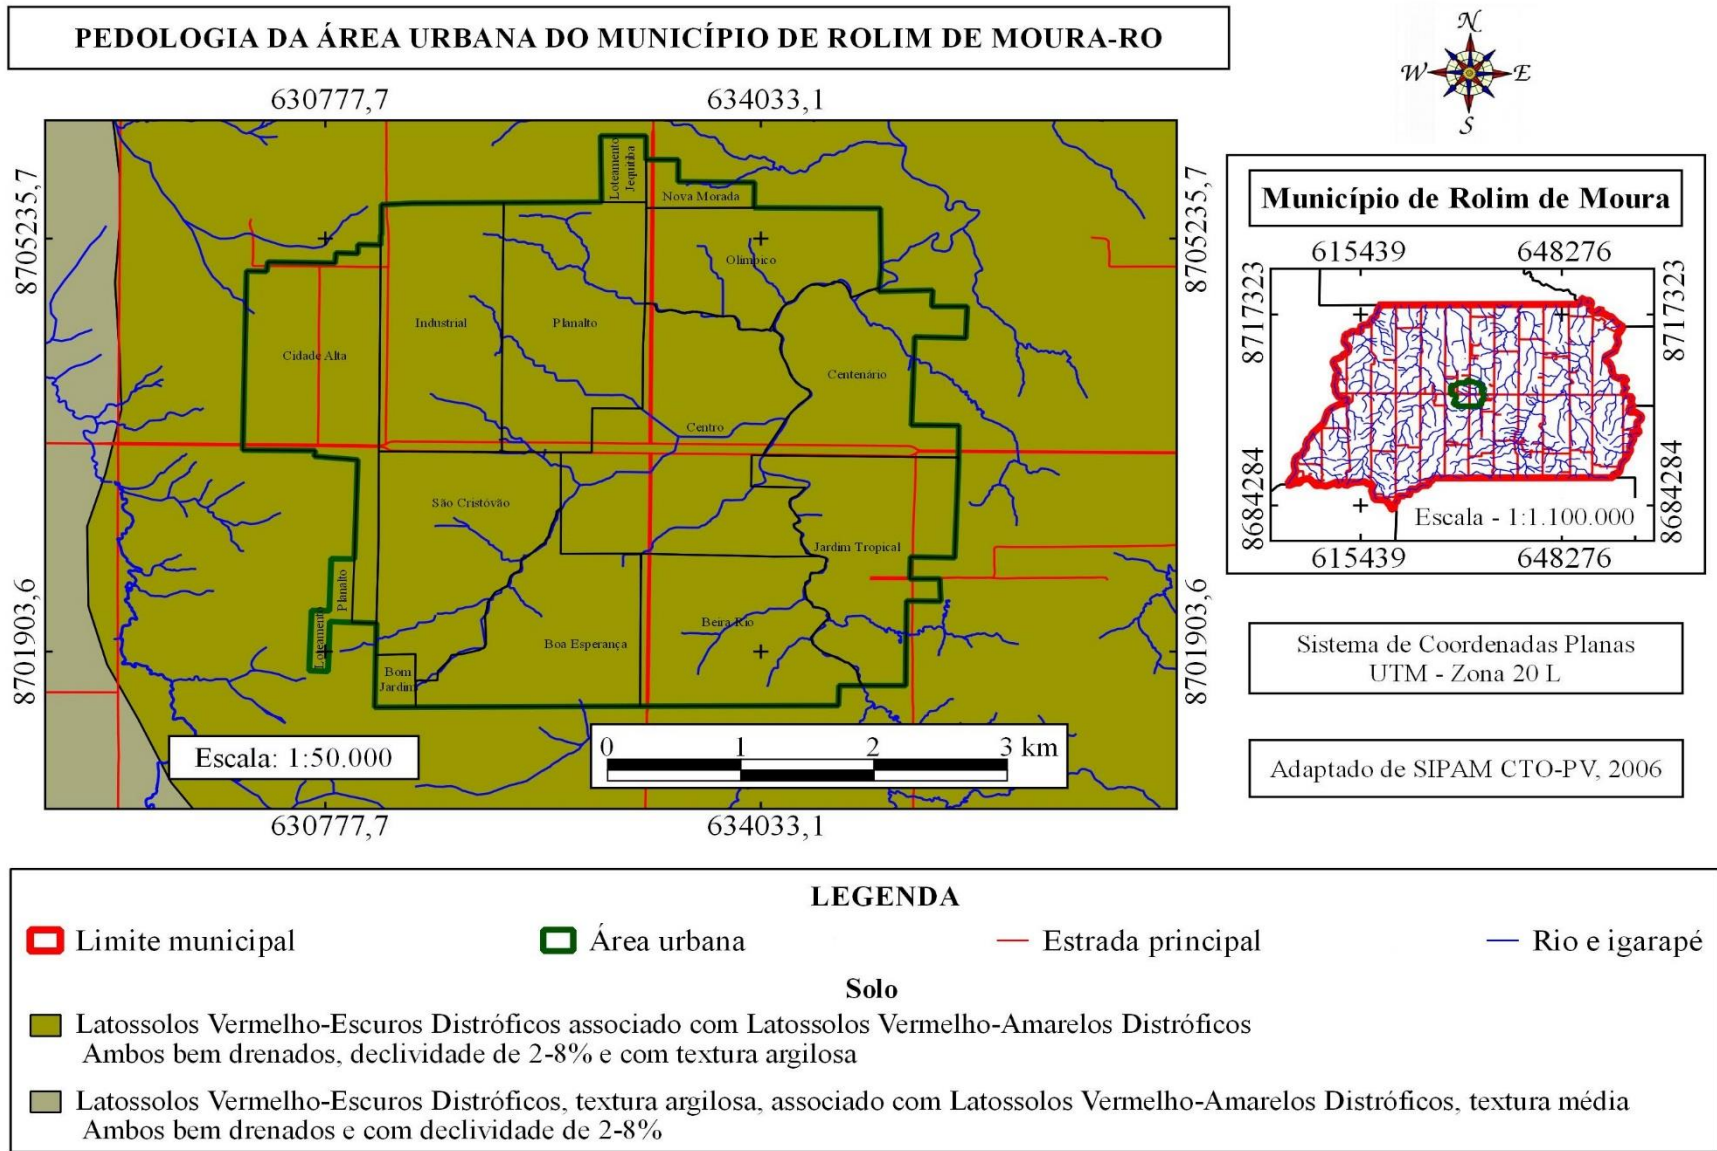 PEDOLOGIA DA ÁREA URBANA DO MUNICÍPIO DE ROLIM DE MOURA-RO
N
W
E
S
630777,7
634033,1
8705235,7
8705235,7
Loteamento
Jequitiba
Nova Morada
Olímpico
Industrial
Planalto
Cidade Alta
Centenário
Centro
São Cristóvão
Jardim Tropical
Planalto
Loteamento
Beira Rio
Boa Esperança
Bom
Jardim
8701903,6
8701903,6
Escala: 1:50.000
0 1 2 3 km
630777,7
634033,1
Município de Rolim de Moura
615439
648276
8717323
8717323
8684284
8684284
Escala - 1:1.100.000
615439
648276
Sistema de Coordenadas Planas
UTM - Zona 20 L
Adaptado de SIPAM CTO-PV, 2006
LEGENDA
Limite municipal
Área urbana
Estrada principal
Rio e igarapé
Solo
Latossolos Vermelho-Escuros Distróficos associado com Latossolos Vermelho-Amarelos Distróficos
Ambos bem drenados, declividade de 2-8% e com textura argilosa
Latossolos Vermelho-Escuros Distróficos, textura argilosa, associado com Latossolos Vermelho-Amarelos Distróficos, textura média
Ambos bem drenados e com declividade de 2-8%